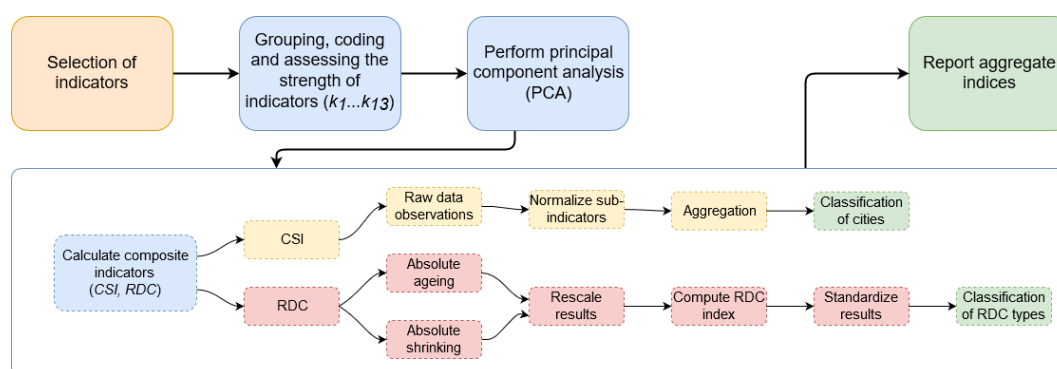 Selection of
indicators
Grouping, coding
and assessing the
strength of
indicators (k1...k13)
Perform principal
component analysis
(PCA)
Report aggregate
indices
Calculate composite
indicators
(CSI, RDC)
CSI
Raw data
observations
Normalize sub-
indicators
Aggregation
Classification
of cities
RDC
Absolute
ageing
Absolute
shrinking
Rescale
results
Compute RDC
index
Standardize
results
Classification
of RDC types